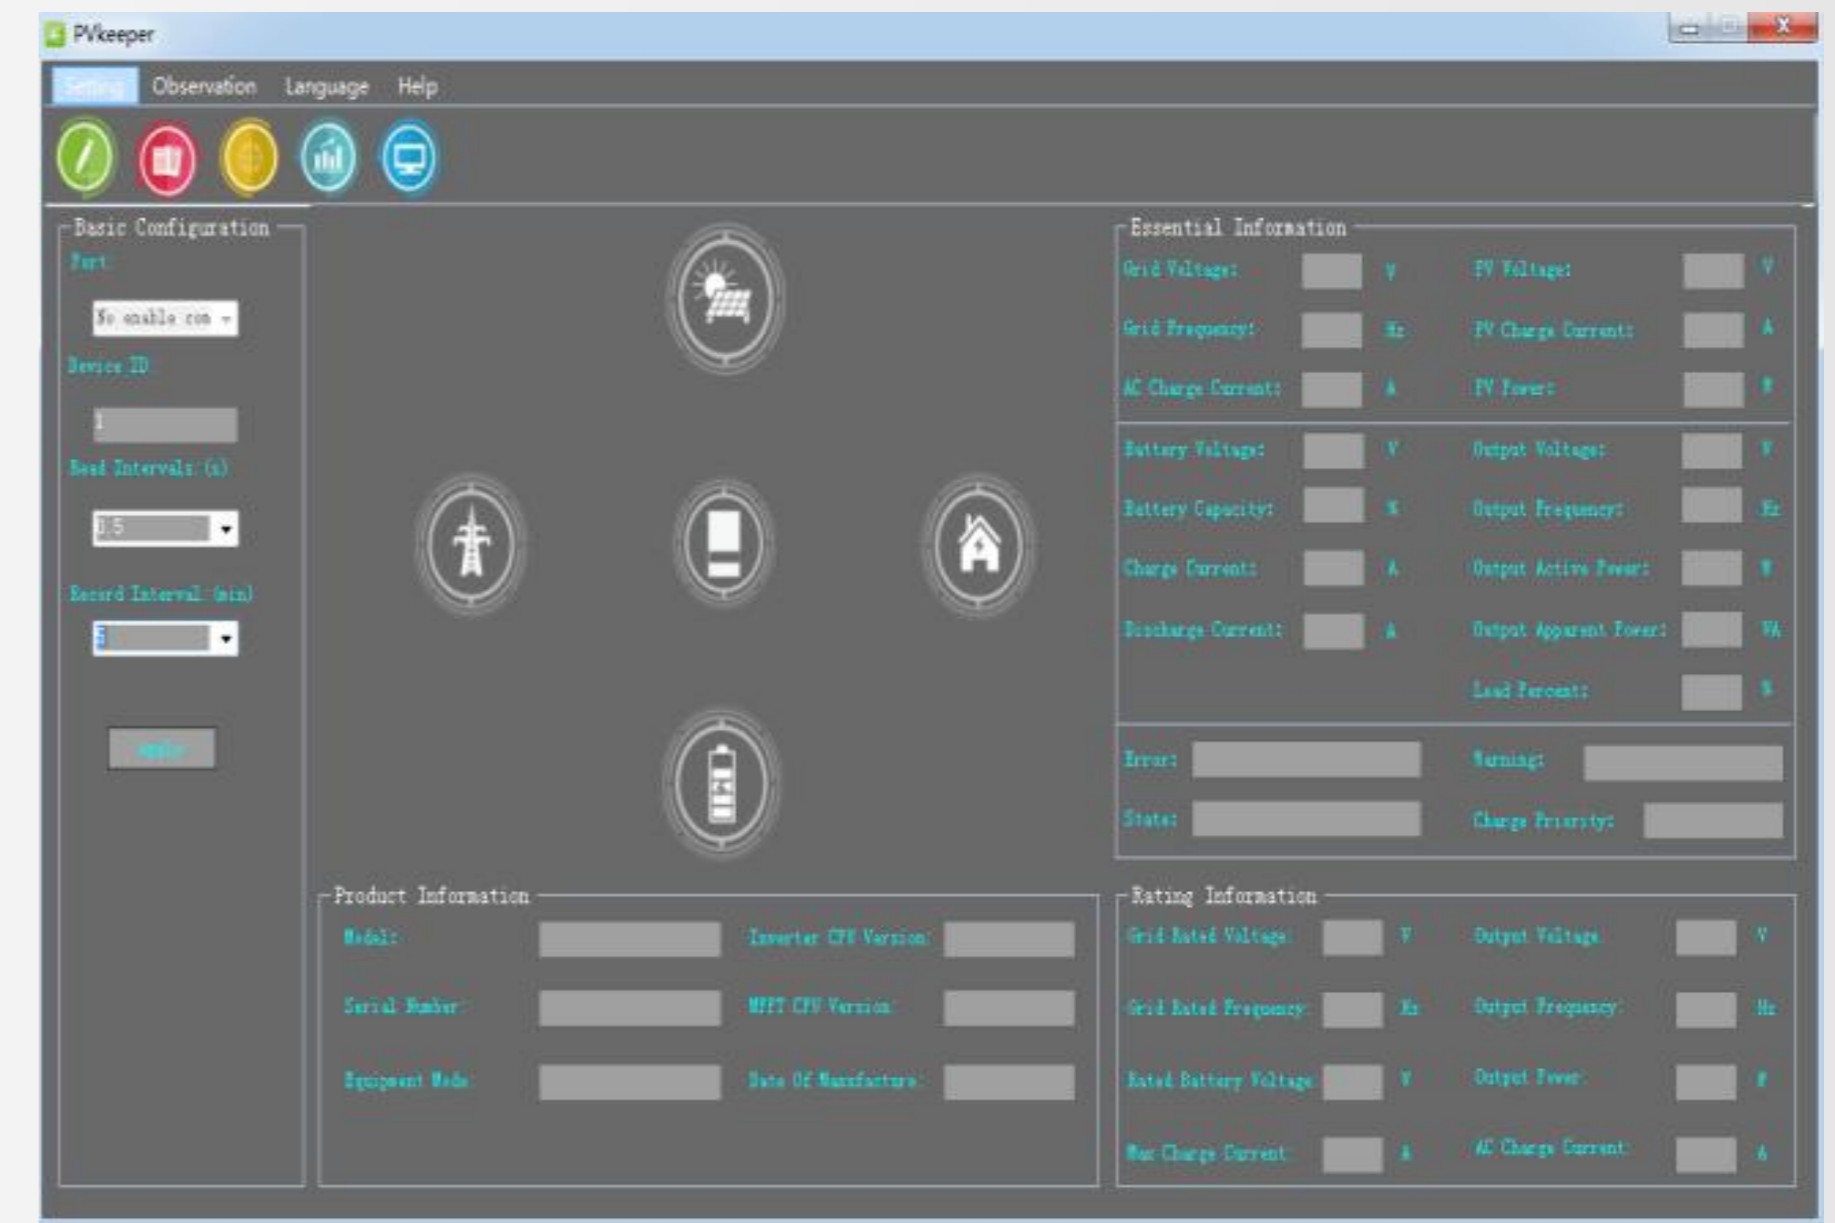 PVkeeper
Setting Observation Language Help
Basic Configuration
Port:
No enable com
Device ID:
1
Read Intervals:(s)
0.5
Record Interval:(min)
Apply
Essential Information
Grid Voltage: V PV Voltage: V
Grid Frequency: Hz PV Charge Current: A
AC Charge Current: A PV Power: W
Battery Voltage: V Output Voltage: V
Battery Capacity: % Output Frequency: Hz
Charge Current: A Output Active Power: W
Discharge Current: A Output Apparent Power: VA
Load Percent: %
Error: Warning:
State: Charge Priority:
Product Information
Model: Inverter CPU Version:
Serial Number: MPPT CPU Version:
Equipment Mode: Date Of Manufacture:
Rating Information
Grid Rated Voltage: V Output Voltage: V
Grid Rated Frequency: Hz Output Frequency: Hz
Rated Battery Voltage: V Output Power:
Max Charge Current: A AC Charge Current: A